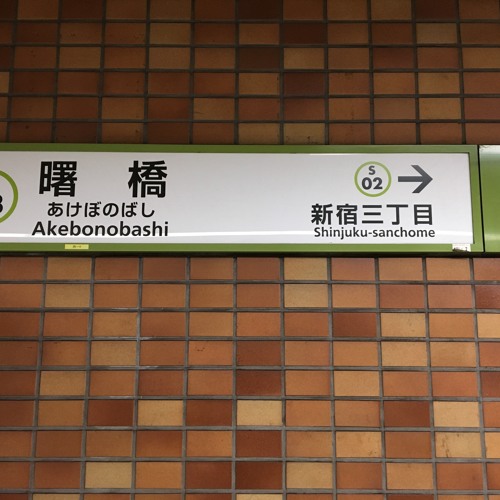 曙橋
あけぼのばし
Akebonobashi
S
02
→
新宿三丁目
Shinjuku-sanchome